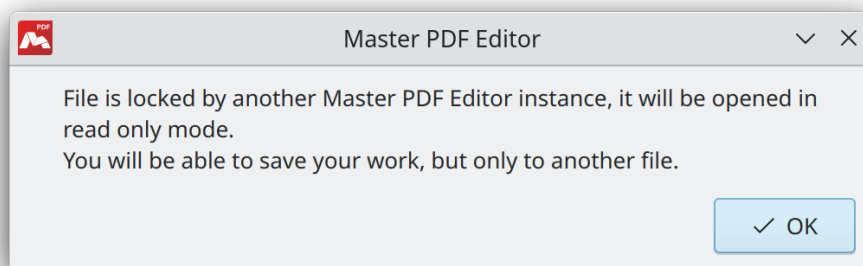 PDF
Master PDF Editor
File is locked by another Master PDF Editor instance, it will be opened in
read only mode.
You will be able to save your work, but only to another file.
OK